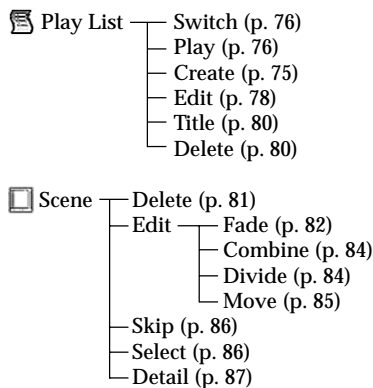 Play List Switch (p. 76)
Play (p. 76)
Create (p. 75)
Edit (p. 78)
Title (p. 80)
Delete (p. 80)
Scene Delete (p. 81)
Edit Fade (p. 82)
Combine (p. 84)
Divide (p. 84)
Move (p. 85)
Skip (p. 86)
Select (p. 86)
Detail (p. 87)